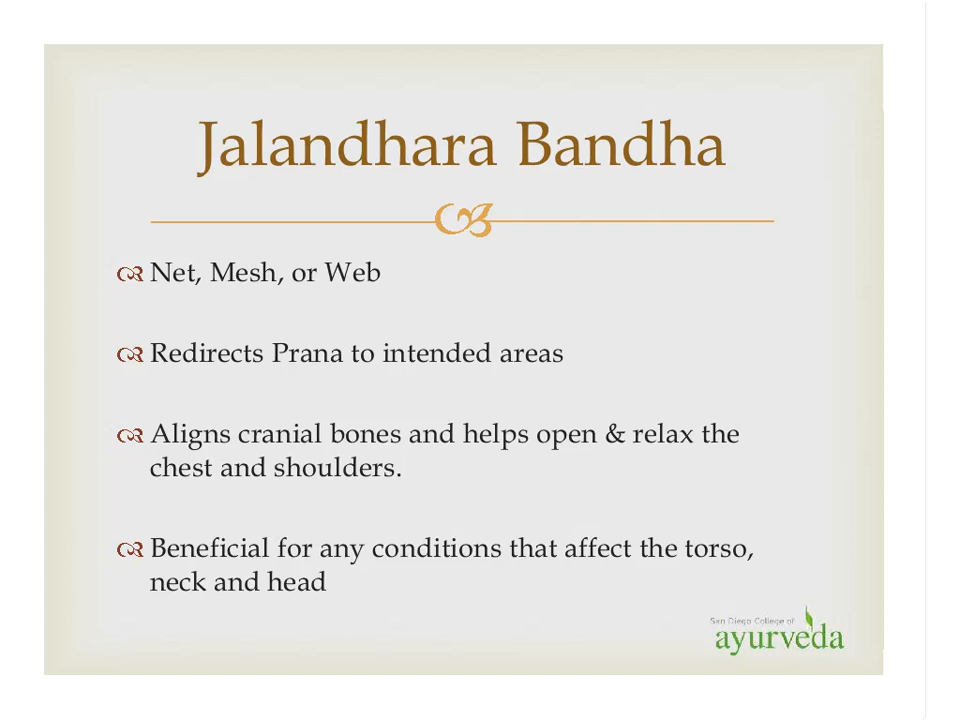 Jalandhara Bandha
Net, Mesh, or Web
Redirects Prana to intended areas
Aligns cranial bones and helps open & relax the
chest and shoulders.
Beneficial for any conditions that affect the torso,
neck and head
San Diego College of
ayurveda